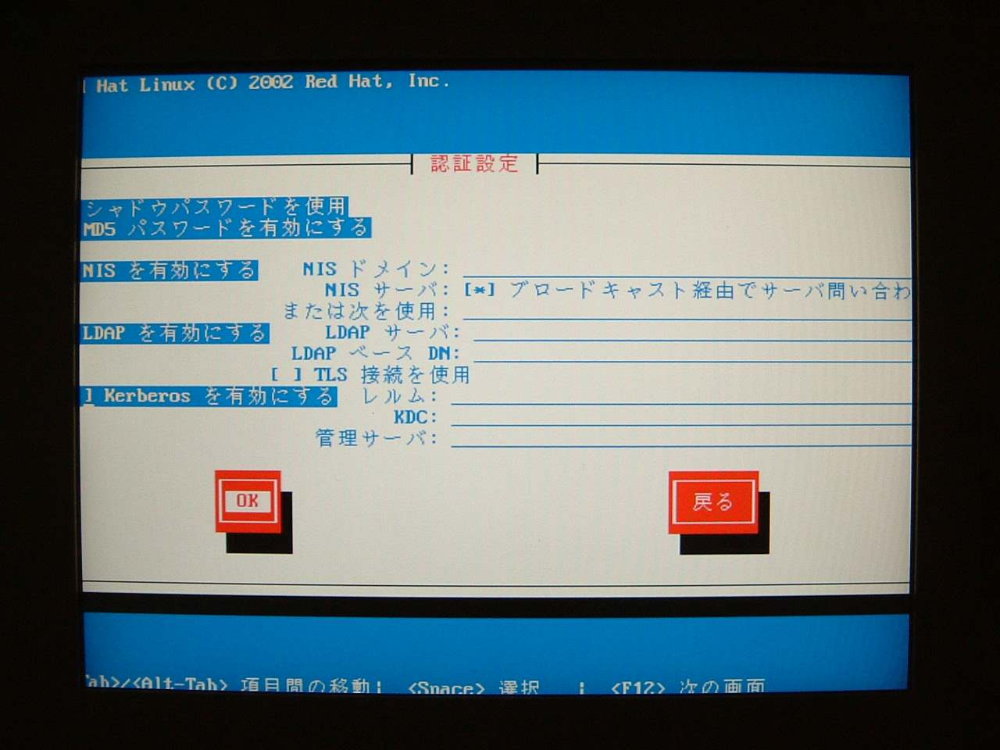 Hat Linux (C) 2002 Red Hat, Inc.
認証設定
シャドウパスワードを使用
MD5 パスワードを有効にする
NIS を有効にする NIS ドメイン:
NIS サーバ: [*] ブロードキャスト経由でサーバ問い合わ
または次を使用:
LDAP を有効にする LDAP サーバ:
LDAP ベース DN:
[ ] TLS 接続を使用
] Kerberos を有効にする レルム:
KDC:
管理サーバ:
OK 戻る
Tab>/<Alt-Tab> 項目間の移動| <Space> 選択 | <F12> 次の画面